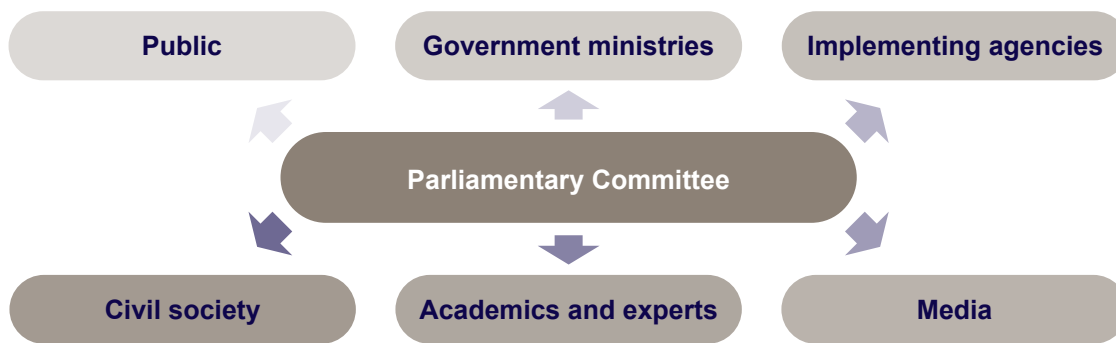 Public
Government ministries
Implementing agencies
Parliamentary Committee
Civil society
Academics and experts
Media